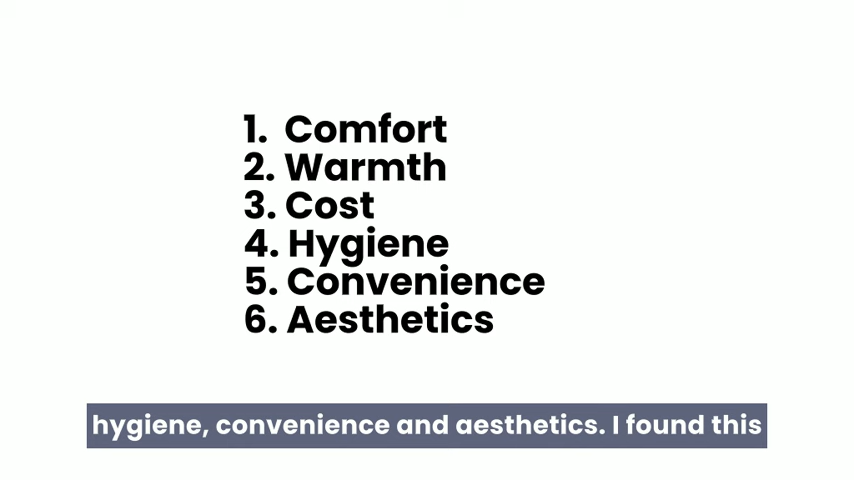 1. Comfort
2. Warmth
3. Cost
4. Hygiene
5. Convenience
6. Aesthetics
hygiene, convenience and aesthetics. I found this